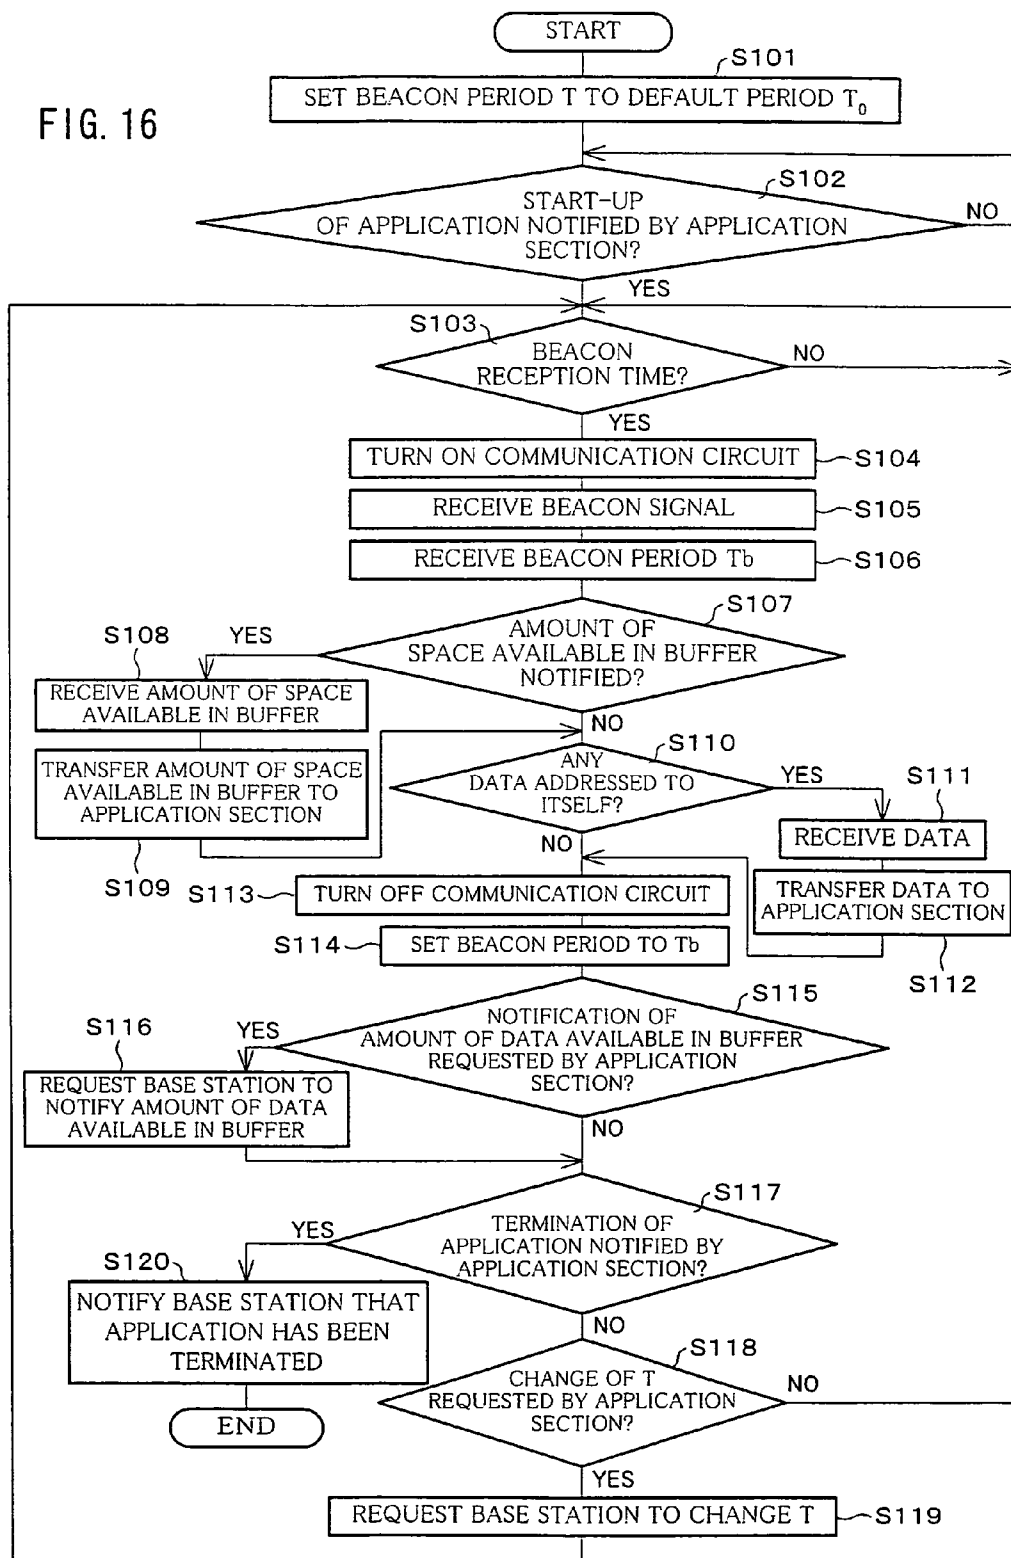 START
S101
SET BEACON PERIOD T TO DEFAULT PERIOD T0
FIG. 16
S102
START-UP
OF APPLICATION NOTIFIED BY APPLICATION
SECTION?
NO
YES
S103
BEACON
RECEPTION TIME?
NO
YES
TURN ON COMMUNICATION CIRCUIT
S104
RECEIVE BEACON SIGNAL
S105
RECEIVE BEACON PERIOD Tb
S106
S107
AMOUNT OF
SPACE AVAILABLE IN BUFFER
NOTIFIED?
YES
S108
RECEIVE AMOUNT OF SPACE
AVAILABLE IN BUFFER
NO
TRANSFER AMOUNT OF SPACE
AVAILABLE IN BUFFER TO
APPLICATION SECTION
S109
S110
ANY
DATA ADDRESSED TO
ITSELF?
YES
S111
RECEIVE DATA
NO
TRANSFER DATA TO
APPLICATION SECTION
S112
S113
TURN OFF COMMUNICATION CIRCUIT
S114
SET BEACON PERIOD TO Tb
S115
NOTIFICATION OF
AMOUNT OF DATA AVAILABLE IN BUFFER
REQUESTED BY APPLICATION
SECTION?
YES
S116
REQUEST BASE STATION TO
NOTIFY AMOUNT OF DATA
AVAILABLE IN BUFFER
NO
S117
TERMINATION OF
APPLICATION NOTIFIED BY
APPLICATION SECTION?
YES
S120
NOTIFY BASE STATION THAT
APPLICATION HAS BEEN
TERMINATED
END
NO
S118
CHANGE OF T
REQUESTED BY APPLICATION
SECTION?
NO
YES
REQUEST BASE STATION TO CHANGE T
S119